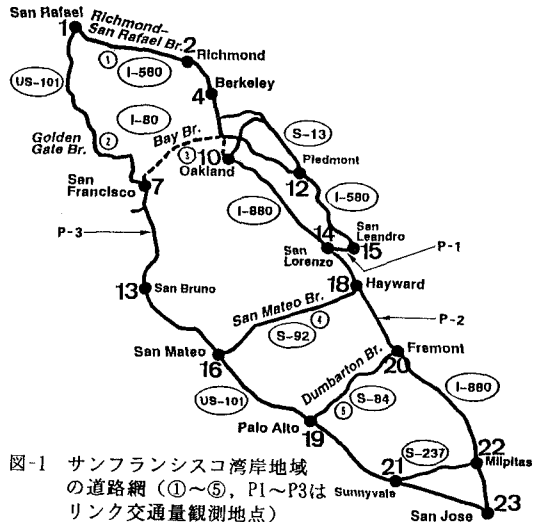 San Rafael
1
Richmond-
San Rafael Br.
2
Richmond
①
I-580
4
Berkeley
US-101
I-80
S-13
Bay Br.
Golden
Gate Br.
②
③
10
Oakland
Piedmont
12
San
Francisco
7
I-580
I-880
San
Leandro
14
15
P-3
San
Lorenzo
P-1
18
Hayward
13
San Bruno
San Mateo Br.
④
S-92
P-2
San Mateo
16
Dumbarton Br.
Fremont
20
US-101
S-84
⑤
I-880
Palo Alto
19
S-237
22
Milpitas
21
Sunnyvale
23
San Jose
図-1 サンフランシスコ湾岸地域
の道路網(①~⑤,P1~P3は
リンク交通量観測地点)